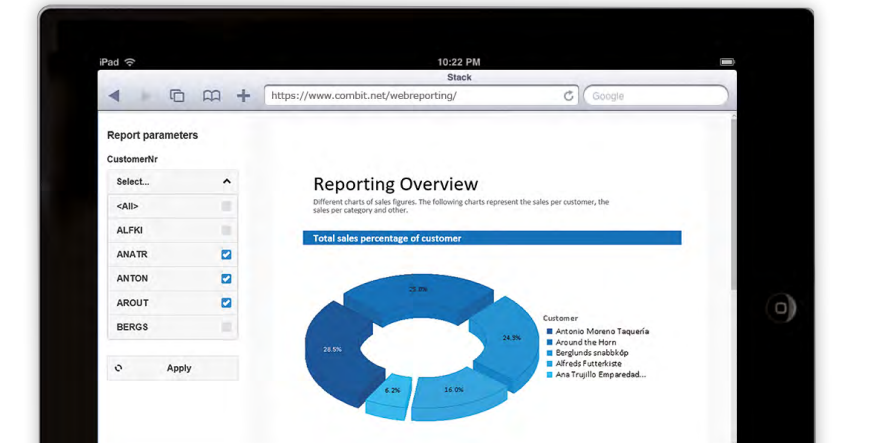 iPad
10:22 PM
Stack
https://www.combit.net/webreporting/
Google
Report parameters
CustomerNr
Select...
<All>
ALFKI
ANATR
ANTON
AROUT
BERGS
Apply
Reporting Overview
Different charts of sales figures. The following charts represent the sales per customer, the
sales per category and other.
Total sales percentage of customer
28.5%
24.3%
6.2%
16.0%
Customer
Antonio Moreno Taquería
Around the Horn
Berglunds snabbköp
Alfreds Futterkiste
Ana Trujillo Emparedad...